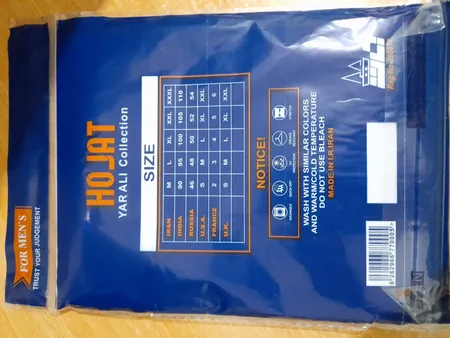 FOR MEN'S
TRUST YOUR JUDGEMENT
HOJAT
YAR ALI Collection
SIZE
IRAN M L XL XXL XXXL
INDIA 90 95 100 105 110
RUSSIA 46 48 50 52 54
U.S.A. S M L XL XXL
FRANCE 2 3 4 5 6
U.K. S M L XL XXL
NOTICE!
WASHABLE
WASH WITH SIMILAR COLORS
AND WARM/COLD TEMPERATURE
DO NOT USE BLEACH
MADE IN I.R.IRAN